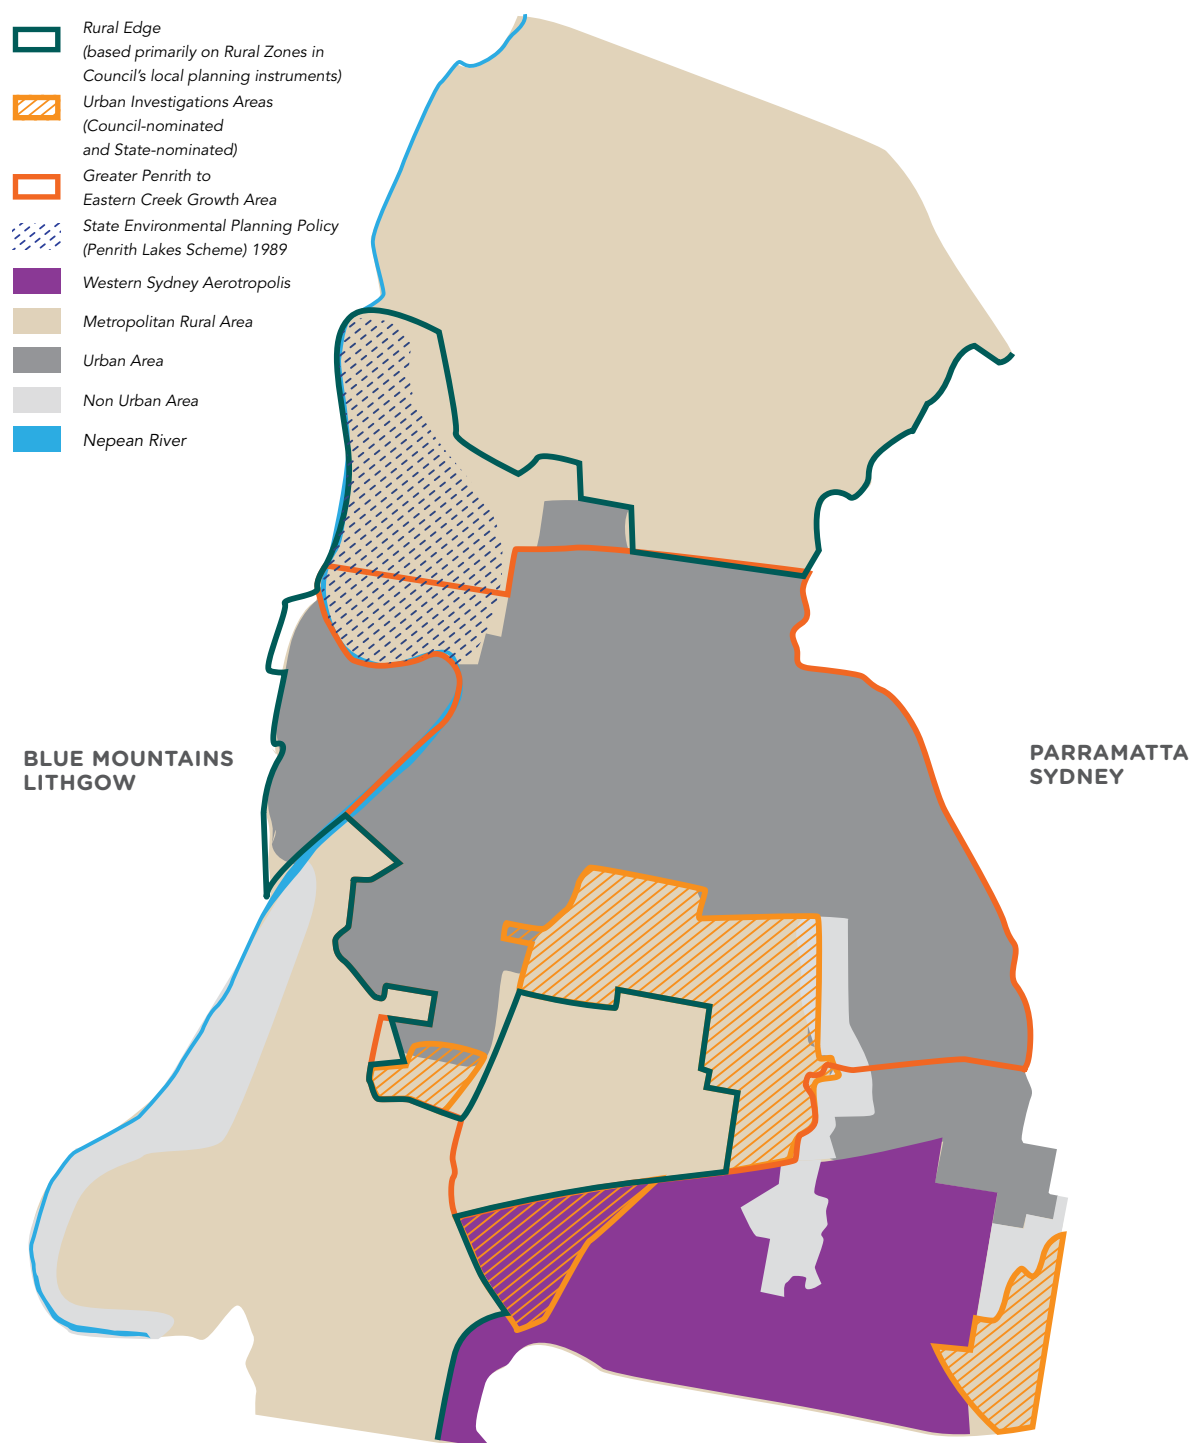 Rural Edge
(based primarily on Rural Zones in
Council’s local planning instruments)
Urban Investigations Areas
(Council-nominated
and State-nominated)
Greater Penrith to
Eastern Creek Growth Area
State Environmental Planning Policy
(Penrith Lakes Scheme) 1989
Western Sydney Aerotropolis
Metropolitan Rural Area
Urban Area
Non Urban Area
Nepean River
BLUE MOUNTAINS
LITHGOW
PARRAMATTA
SYDNEY